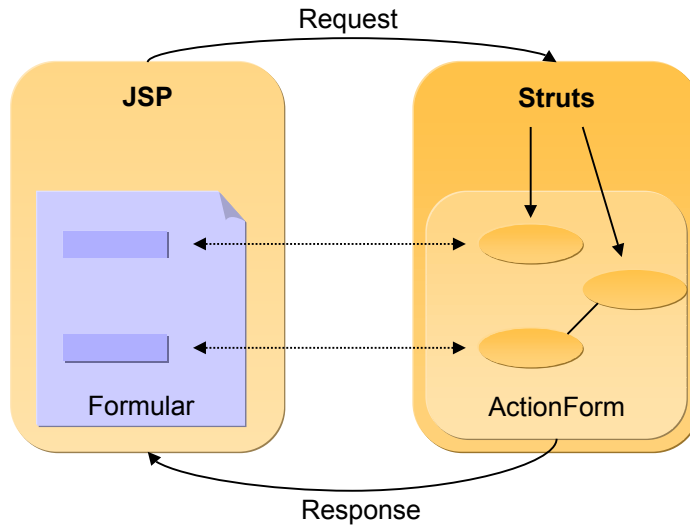 Request
JSP
Struts
Formular
ActionForm
Response